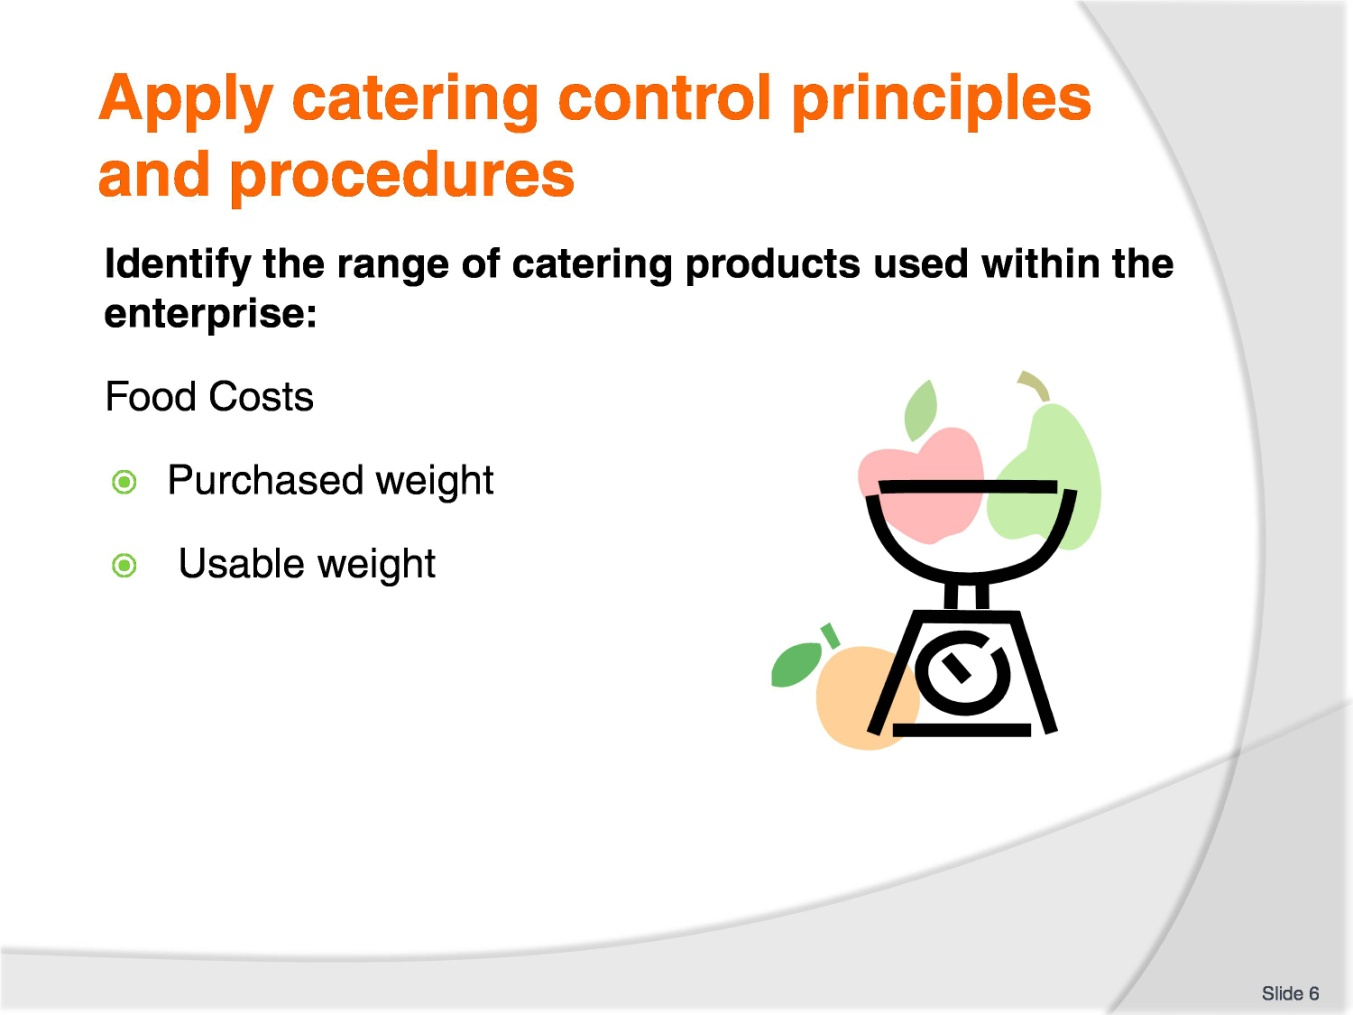 Apply catering control principles
and procedures
Identify the range of catering products used within the
enterprise:
Food Costs
Purchased weight
Usable weight
Slide 6